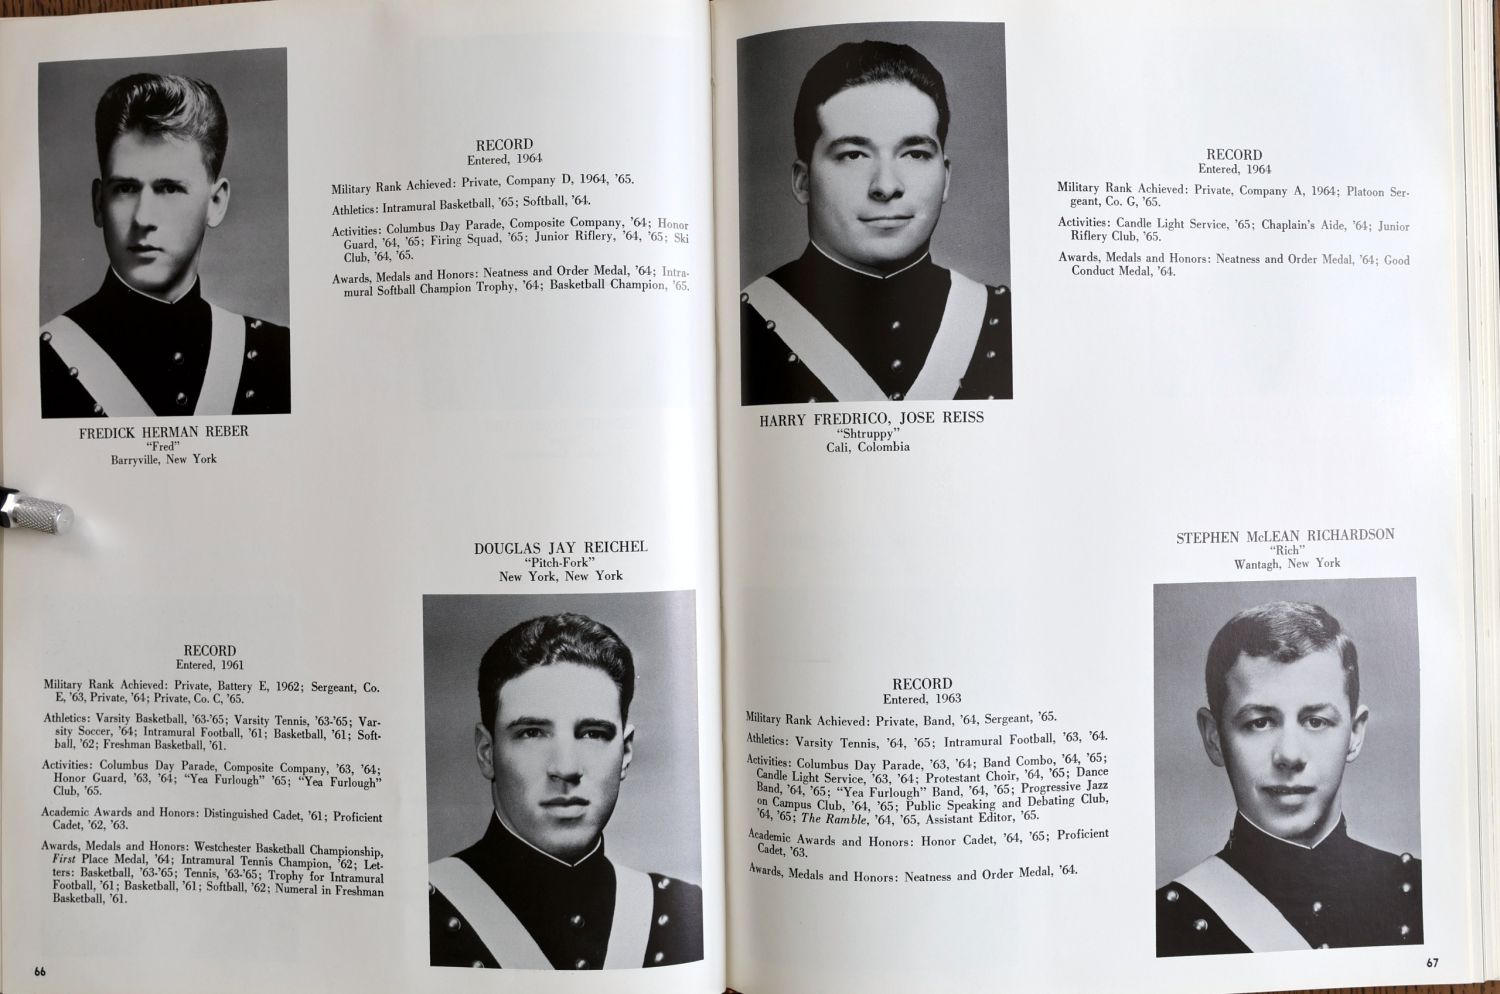 RECORD
Entered, 1964
Military Rank Achieved: Private, Company D, 1964, '65.
Athletics: Intramural Basketball, '65; Softball, '64.
Activities: Columbus Day Parade, Composite Company, '64; Honor
Guard, '64, '65; Firing Squad, '65; Junior Riflery, '64, '65; Ski
Club, '64, '65.
Awards, Medals and Honors: Neatness and Order Medal, '64; Intra-
mural Softball Champion Trophy, '64; Basketball Champion, '65.
FREDICK HERMAN REBER
"Fred"
Barryville, New York
DOUGLAS JAY REICHEL
"Pitch-Fork"
New York, New York
RECORD
Entered, 1961
Military Rank Achieved: Private, Battery E, 1962; Sergeant, Co.
E, '63, Private, '64; Private, Co. C, '65.
Athletics: Varsity Basketball, '63-'65; Varsity Tennis, '63-'65; Var-
sity Soccer, '64; Intramural Football, '61; Basketball, '61; Soft-
ball, '62; Freshman Basketball, '61.
Activities: Columbus Day Parade, Composite Company, '63, '64;
Honor Guard, '63, '64; "Yea Furlough" '65; "Yea Furlough"
Club, '65.
Academic Awards and Honors: Distinguished Cadet, '61; Proficient
Cadet, '62, '63.
Awards, Medals and Honors: Westchester Basketball Championship,
First Place Medal, '64; Intramural Tennis Champion, '62; Let-
ters: Basketball, '63-'65; Tennis, '63-'65; Trophy for Intramural
Football, '61; Basketball, '61; Softball, '62; Numeral in Freshman
Basketball, '61.
66
RECORD
Entered, 1964
Military Rank Achieved: Private, Company A, 1964; Platoon Ser-
geant, Co. G, '65.
Activities: Candle Light Service, '65; Chaplain's Aide, '64; Junior
Riflery Club, '65.
Awards, Medals and Honors: Neatness and Order Medal, '64; Good
Conduct Medal, '64.
HARRY FREDRICO, JOSE REISS
"Shtruppy"
Cali, Colombia
STEPHEN McLEAN RICHARDSON
"Rich"
Wantagh, New York
RECORD
Entered, 1963
Military Rank Achieved: Private, Band, '64, Sergeant, '65.
Athletics: Varsity Tennis, '64, '65; Intramural Football, '63, '64.
Activities: Columbus Day Parade, '63, '64; Band Combo, '64, '65;
Candle Light Service, '63, '64; Protestant Choir, '64, '65; Dance
Band, '64, '65; "Yea Furlough" Band, '64, '65; Progressive Jazz
on Campus Club, '64, '65; Public Speaking and Debating Club,
'64, '65; The Ramble, '64, '65, Assistant Editor, '65.
Academic Awards and Honors: Honor Cadet, '64, '65; Proficient
Cadet, '63.
Awards, Medals and Honors: Neatness and Order Medal, '64.
67